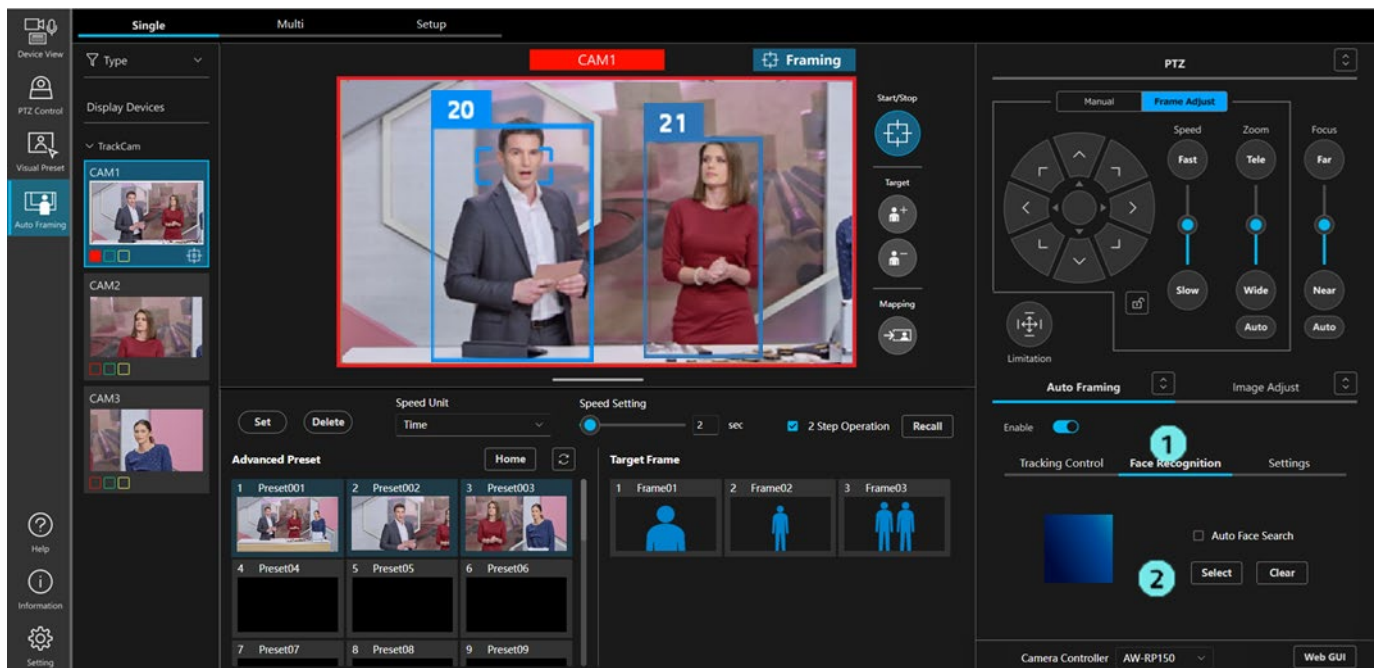 Single Multi Setup
Device View
PTZ Control
Visual Preset
Auto Framing
Help
Information
Setting
Type
Display Devices
TrackCam
CAM1
CAM2
CAM3
CAM1 Framing
20
21
Start/Stop
Target
Mapping
Set Delete
Speed Unit
Time
Speed Setting
2 sec
2 Step Operation Recall
Advanced Preset Home
1 Preset001 2 Preset002 3 Preset003
4 Preset04 5 Preset05 6 Preset06
7 Preset07 8 Preset08 9 Preset09
Target Frame
1 Frame01 2 Frame02 3 Frame03
PTZ
Manual Frame Adjust
Speed Zoom Focus
Fast Tele Far
Slow Wide Near
Auto Auto
Limitation
Auto Framing Image Adjust
Enable
1
Tracking Control Face Recognition Settings
Auto Face Search
2 Select Clear
Camera Controller AW-RP150 Web GUI